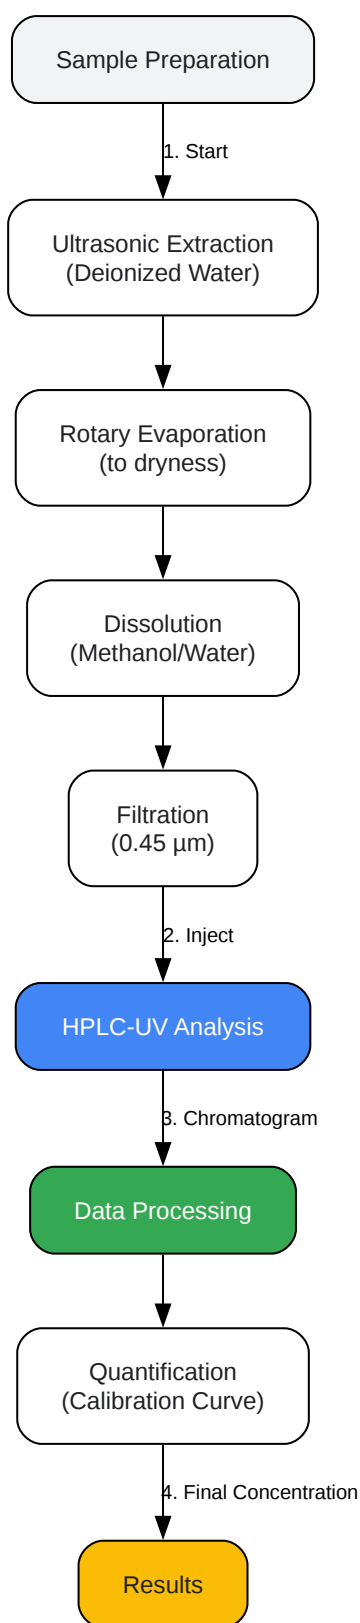 Sample Preparation
1. Start
Ultrasonic Extraction
(Deionized Water)
Rotary Evaporation
(to dryness)
Dissolution
(Methanol/Water)
Filtration
(0.45 µm)
2. Inject
HPLC-UV Analysis
3. Chromatogram
Data Processing
Quantification
(Calibration Curve)
4. Final Concentration
Results